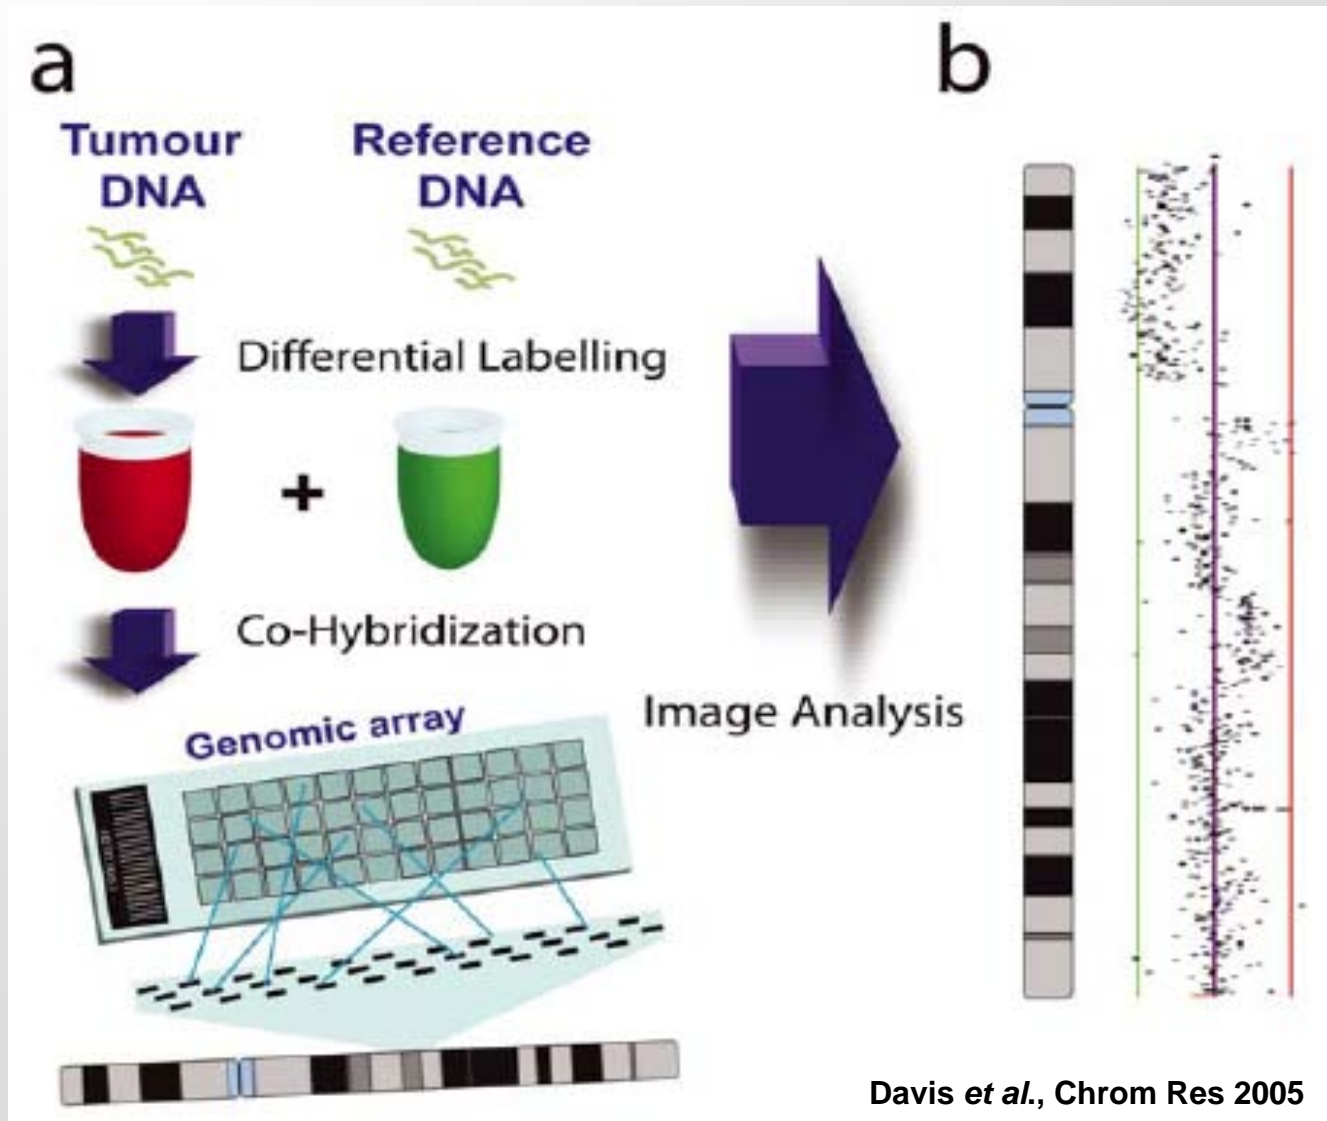 a
b
Tumour
DNA
Reference
DNA
Differential Labelling
+
Co-Hybridization
Genomic array
Image Analysis
Davis et al., Chrom Res 2005